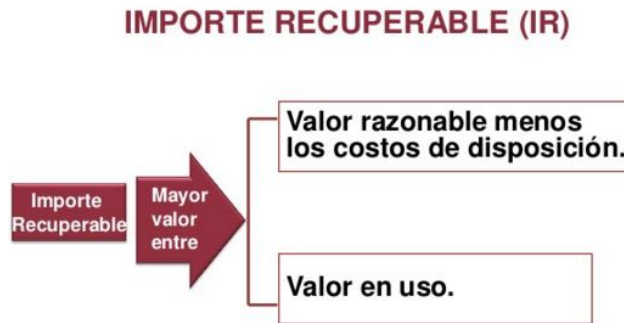 IMPORTE RECUPERABLE (IR)
Valor razonable menos
los costos de disposición.
Importe
Recuperable
Mayor
valor
entre
Valor en uso.